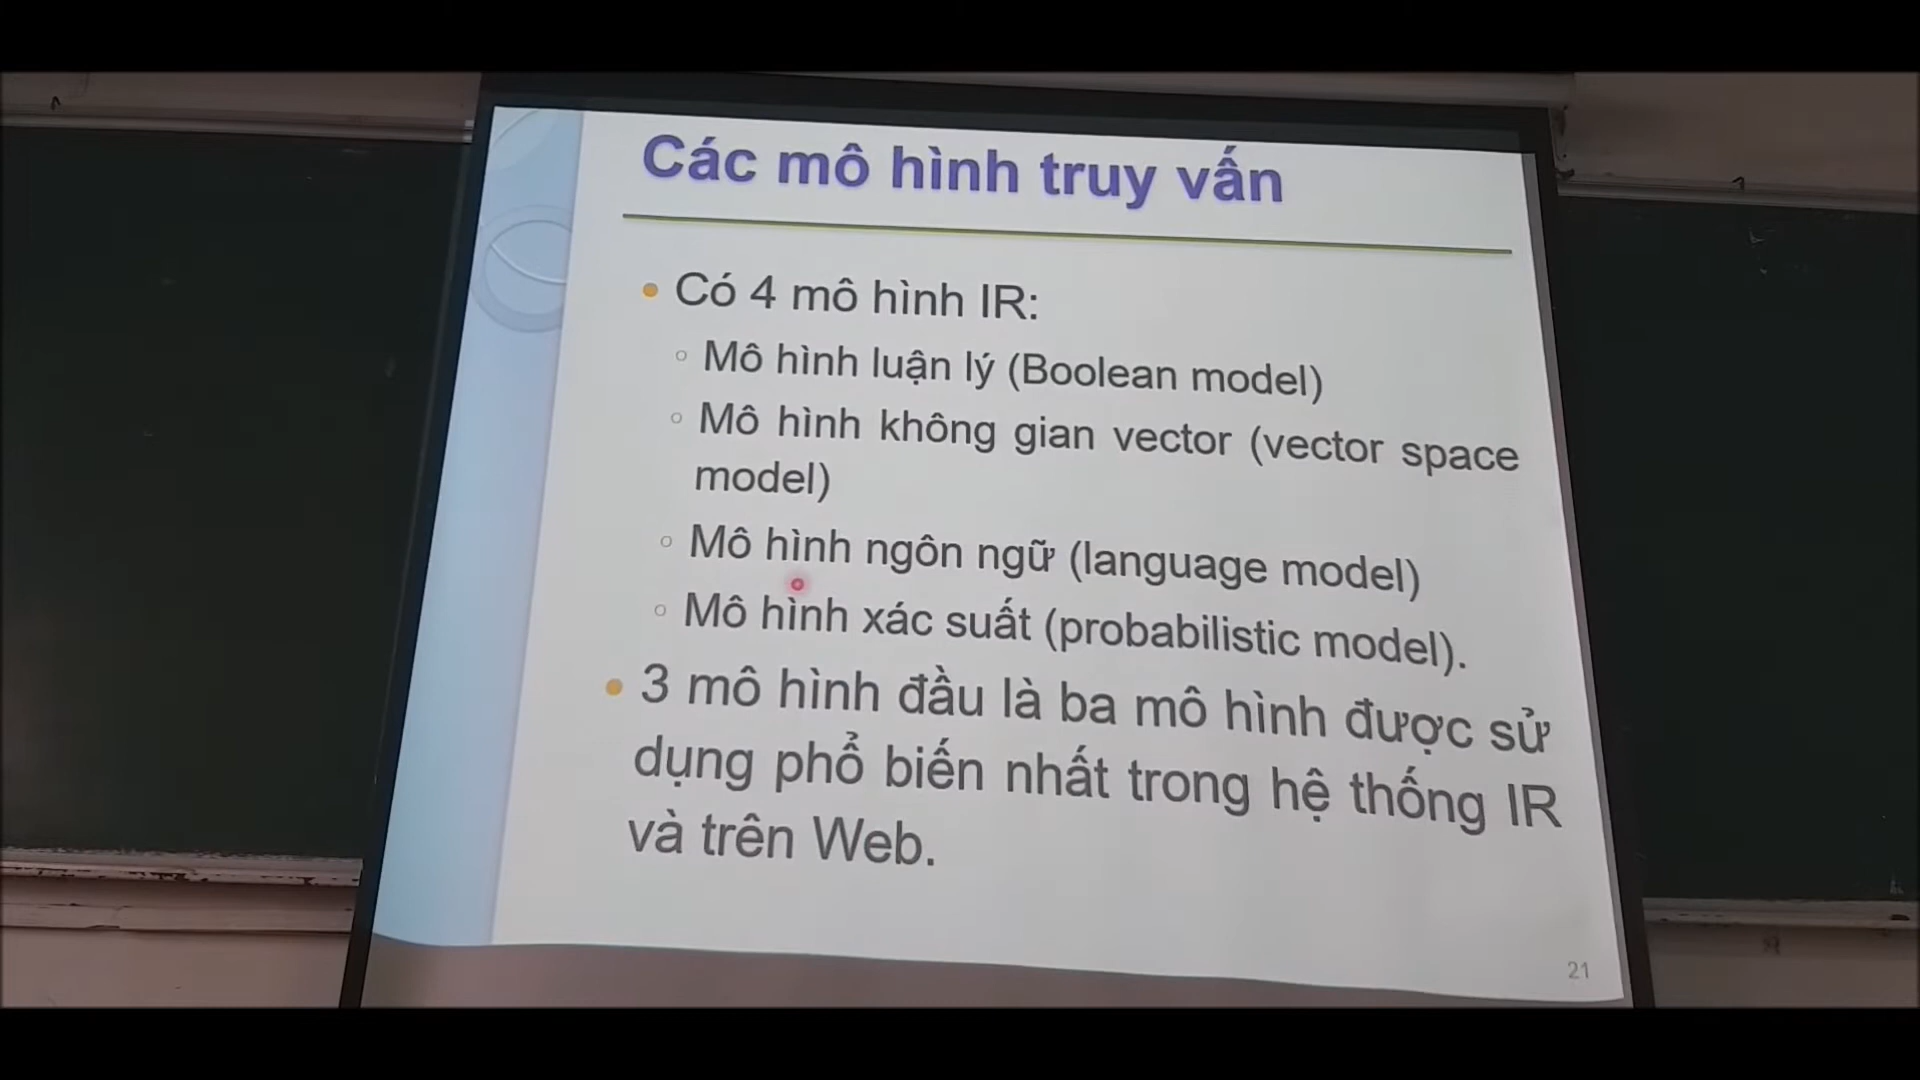 Các mô hình truy vấn
• Có 4 mô hình IR:
◦ Mô hình luận lý (Boolean model)
◦ Mô hình không gian vector (vector space
model)
◦ Mô hình ngôn ngữ (language model)
◦ Mô hình xác suất (probabilistic model).
• 3 mô hình đầu là ba mô hình được sử
dụng phổ biến nhất trong hệ thống IR
và trên Web.
21